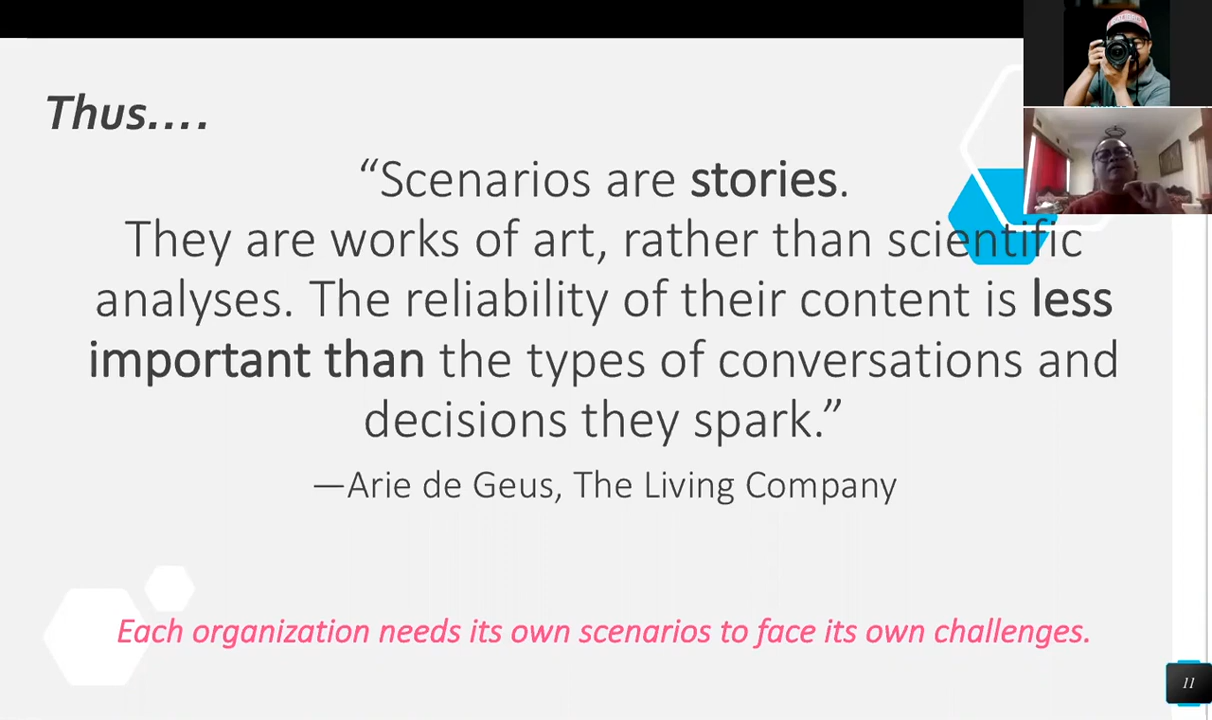 Thus....
“Scenarios are stories.
They are works of art, rather than scientific
analyses. The reliability of their content is less
important than the types of conversations and
decisions they spark.”
—Arie de Geus, The Living Company
Each organization needs its own scenarios to face its own challenges.
11